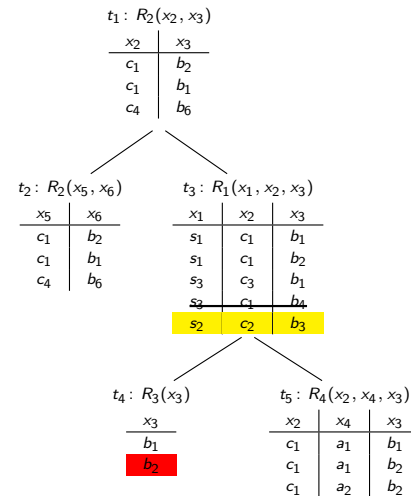 t₁: R₂(x₂, x₃)
x₂ x₃
c₁ b₂
c₁ b₁
c₄ b₆
t₂: R₂(x₅, x₆)
x₅ x₆
c₁ b₂
c₁ b₁
c₄ b₆
t₃: R₁(x₁, x₂, x₃)
x₁ x₂ x₃
s₁ c₁ b₁
s₁ c₁ b₂
s₃ c₃ b₁
s₃ c₁ b₄
s₂ c₂ b₃
t₄: R₃(x₃)
x₃
b₁
b₂
t₅: R₄(x₂, x₄, x₃)
x₂ x₄ x₃
c₁ a₁ b₁
c₁ a₁ b₂
c₁ a₂ b₂